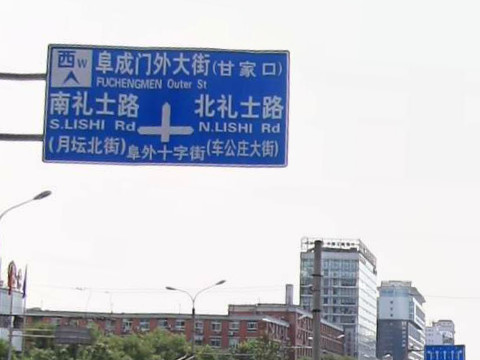 西W 阜成门外大街(甘家口)
FUCHENGMEN Outer St
南礼士路 北礼士路
S.LISHI Rd N.LISHI Rd
(月坛北街) 阜外十字街 (车公庄大街)